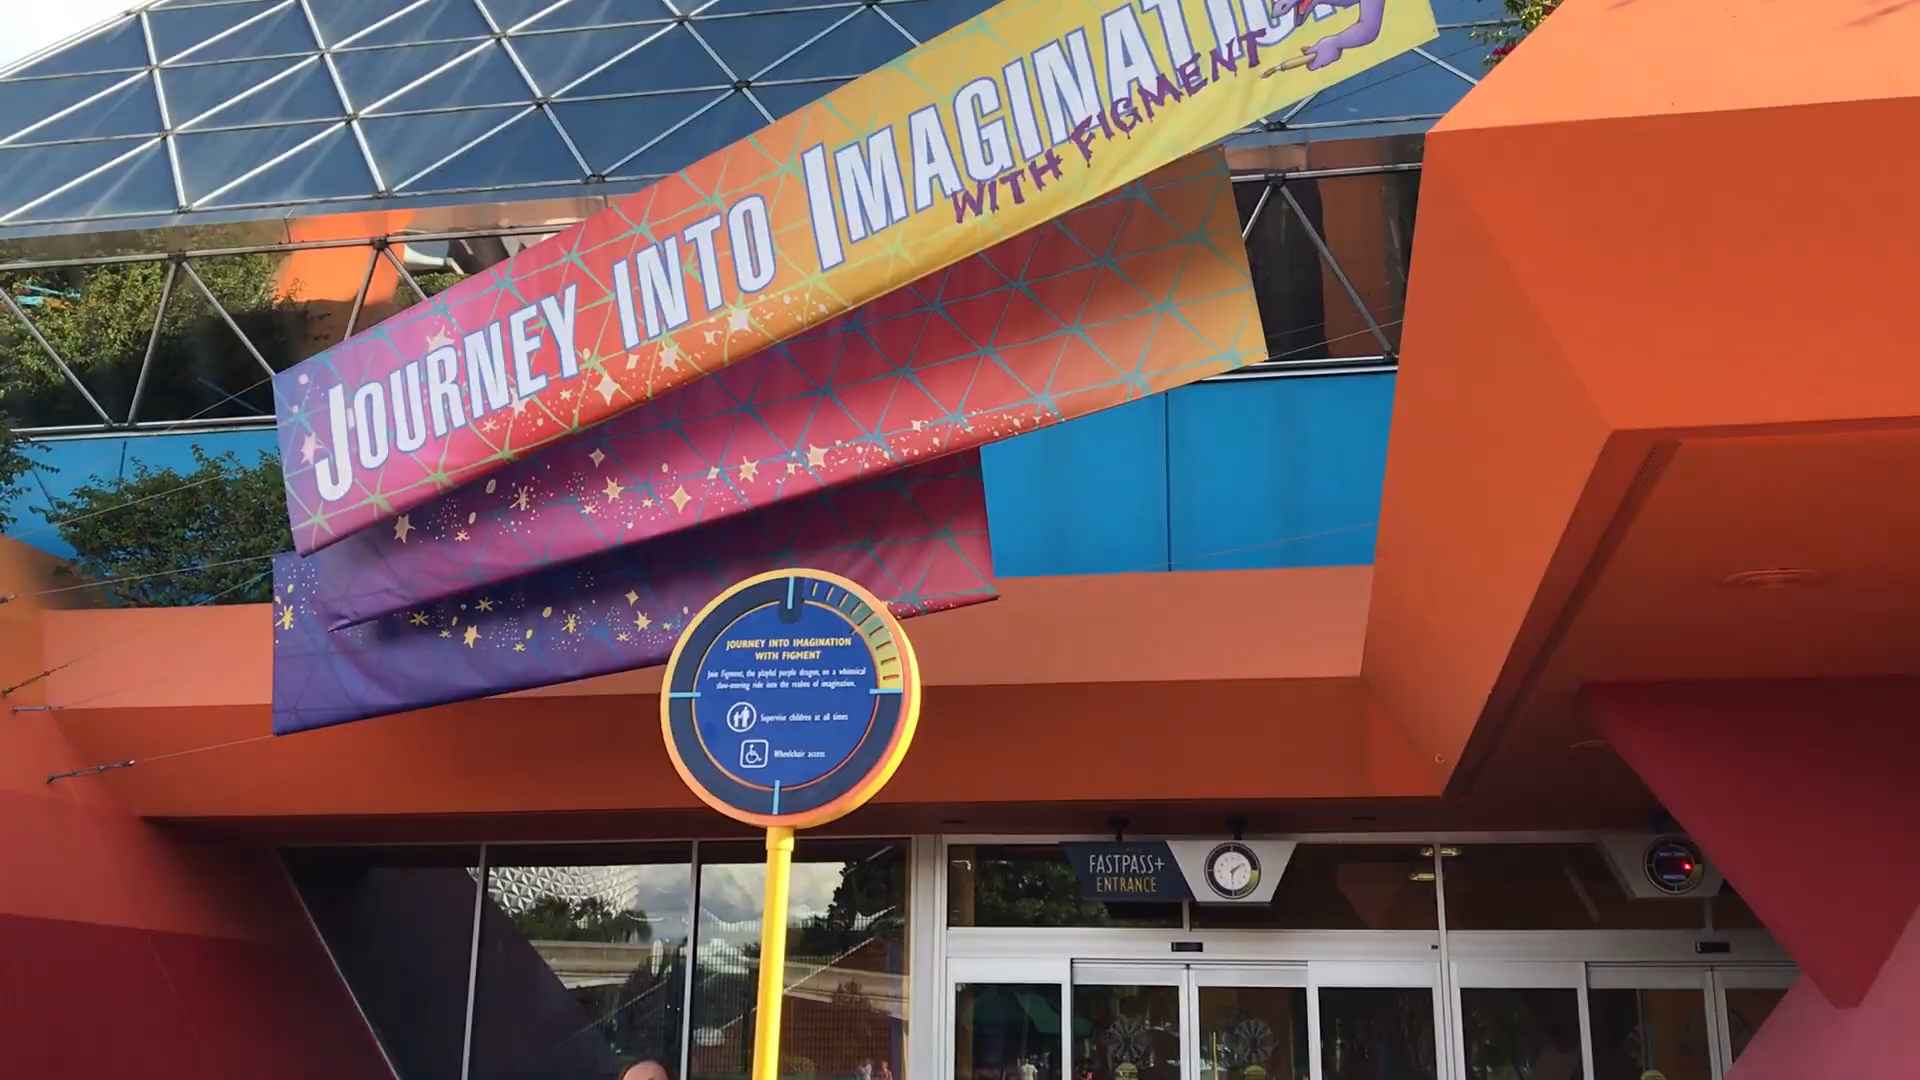 JOURNEY INTO IMAGINATIO
WITH FIGMENT
JOURNEY INTO IMAGINATION
WITH FIGMENT
Join Figment, the playful purple dragon, on a whimsical
slow-moving ride into the realms of imagination.
Supervise children at all times
Wheelchair access
FASTPASS+
ENTRANCE